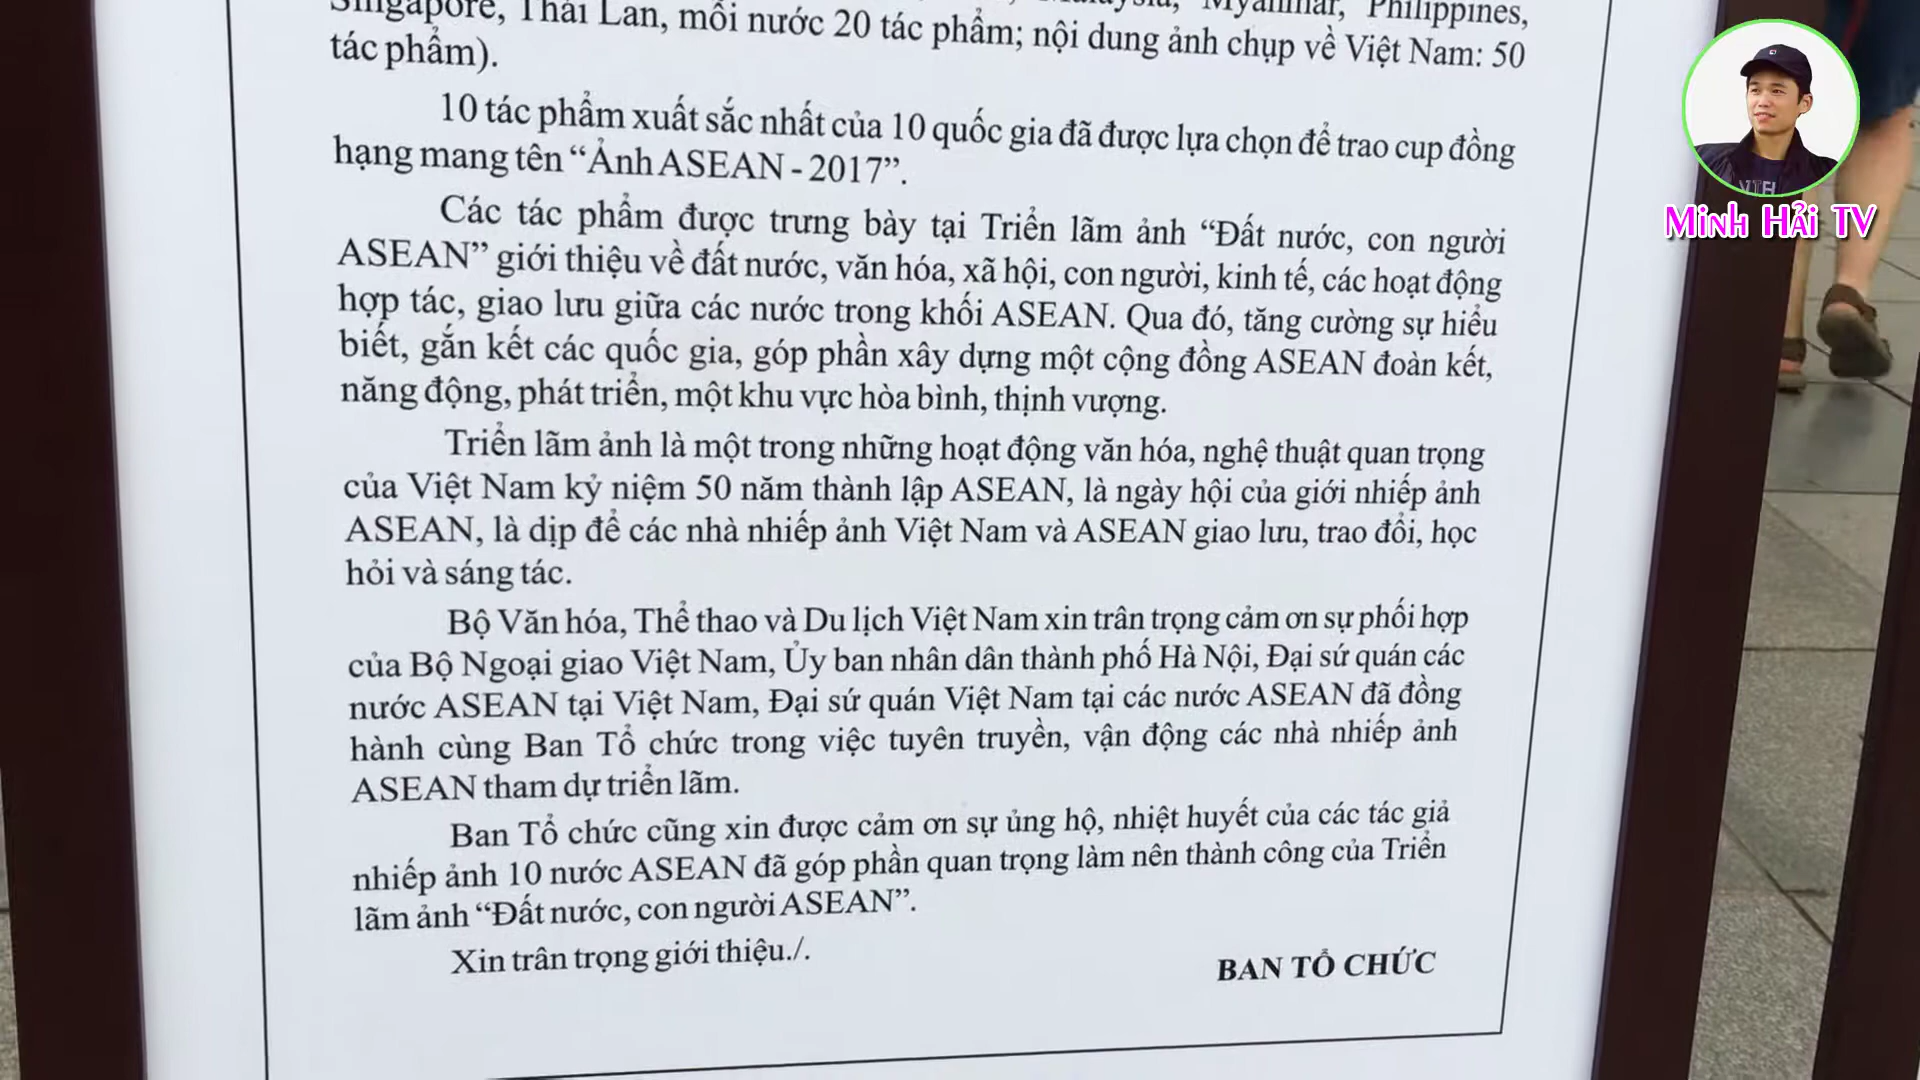 Singapore, Thái Lan, mỗi nước 20 tác phẩm; nội dung ảnh chụp về Việt Nam: 50
Myanmar, Philippines,
tác phẩm).
10 tác phẩm xuất sắc nhất của 10 quốc gia đã được lựa chọn để trao cup đồng
hạng mang tên “Ảnh ASEAN - 2017”.
Các tác phẩm được trưng bày tại Triển lãm ảnh “Đất nước, con người
ASEAN” giới thiệu về đất nước, văn hóa, xã hội, con người, kinh tế, các hoạt động
hợp tác, giao lưu giữa các nước trong khối ASEAN. Qua đó, tăng cường sự hiểu
biết, gắn kết các quốc gia, góp phần xây dựng một cộng đồng ASEAN đoàn kết,
năng động, phát triển, một khu vực hòa bình, thịnh vượng.
Triển lãm ảnh là một trong những hoạt động văn hóa, nghệ thuật quan trọng
của Việt Nam kỷ niệm 50 năm thành lập ASEAN, là ngày hội của giới nhiếp ảnh
ASEAN, là dịp để các nhà nhiếp ảnh Việt Nam và ASEAN giao lưu, trao đổi, học
hỏi và sáng tác.
Bộ Văn hóa, Thể thao và Du lịch Việt Nam xin trân trọng cảm ơn sự phối hợp
của Bộ Ngoại giao Việt Nam, Ủy ban nhân dân thành phố Hà Nội, Đại sứ quán các
nước ASEAN tại Việt Nam, Đại sứ quán Việt Nam tại các nước ASEAN đã đồng
hành cùng Ban Tổ chức trong việc tuyên truyền, vận động các nhà nhiếp ảnh
ASEAN tham dự triển lãm.
Ban Tổ chức cũng xin được cảm ơn sự ủng hộ, nhiệt huyết của các tác giả
nhiếp ảnh 10 nước ASEAN đã góp phần quan trọng làm nên thành công của Triển
lãm ảnh “Đất nước, con người ASEAN”.
Xin trân trọng giới thiệu./.
BAN TỔ CHỨC
Minh Hải TV